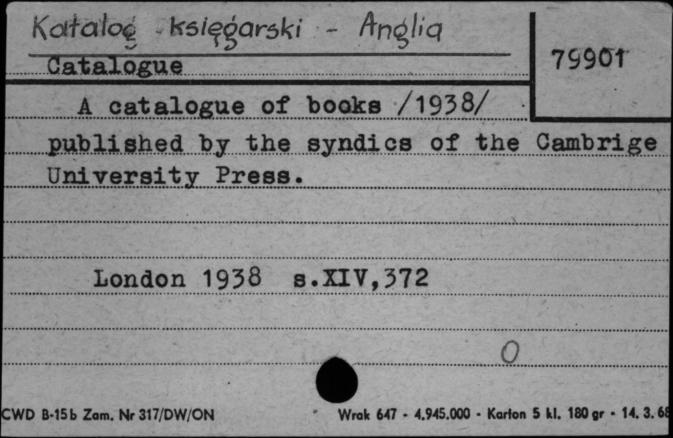 Katalog księgarski - Anglia
79901
Catalogue
A catalogue of books /1938/
published by the syndics of the Cambrige
University Press.
London 1938 s.XIV,372
0
CWD B-15b Zam. Nr 317/DW/ON
Wrak 647 - 4.945.000 - Karton 5 kl. 180 gr - 14. 3. 68